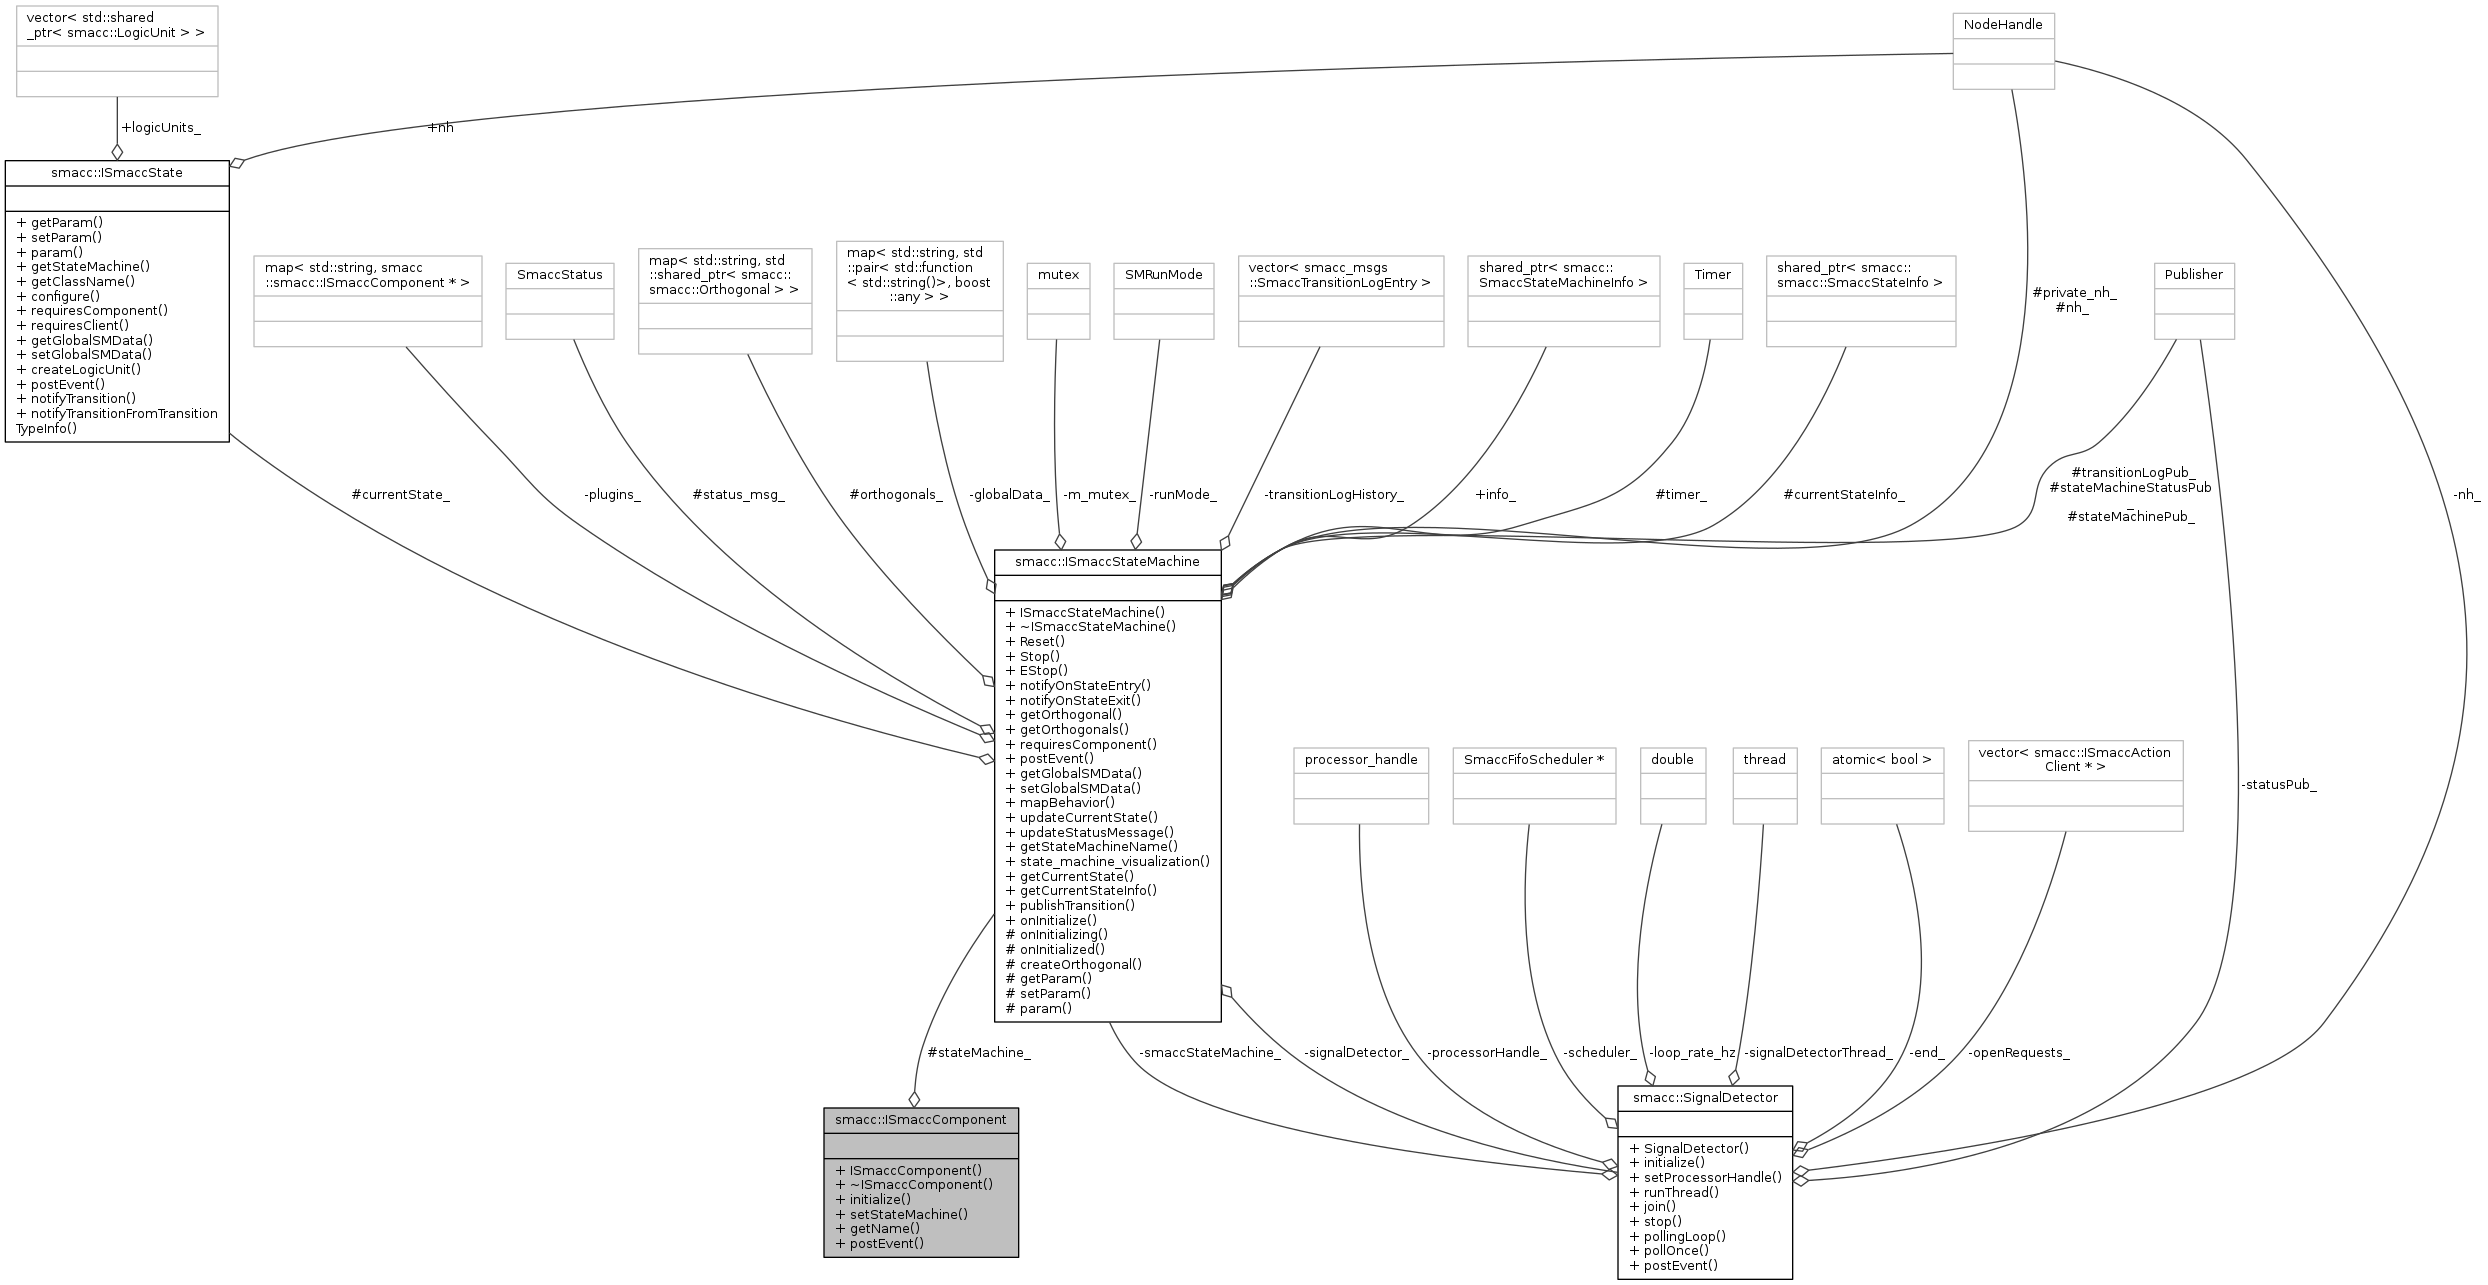 vector< std::shared
_ptr< smacc::LogicUnit > >
NodeHandle
+logicUnits_
+nh
smacc::ISmaccState
+ getParam()
+ setParam()
+ param()
+ getStateMachine()
+ getClassName()
+ configure()
+ requiresComponent()
+ requiresClient()
+ getGlobalSMData()
+ setGlobalSMData()
+ createLogicUnit()
+ postEvent()
+ notifyTransition()
+ notifyTransitionFromTransition
TypeInfo()
map< std::string, smacc
::smacc::ISmaccComponent * >
SmaccStatus
map< std::string, std
::shared_ptr< smacc::
smacc::Orthogonal > >
map< std::string, std
::pair< std::function
< std::string()>, boost
::any > >
mutex
SMRunMode
vector< smacc_msgs
::SmaccTransitionLogEntry >
shared_ptr< smacc::
SmaccStateMachineInfo >
Timer
shared_ptr< smacc::
smacc::SmaccStateInfo >
#private_nh_
#nh_
Publisher
#currentState_
-plugins_
#status_msg_
#orthogonals_
-globalData_
-m_mutex_
-runMode_
-transitionLogHistory_
+info_
#timer_
#currentStateInfo_
#transitionLogPub_
#stateMachineStatusPub
_
#stateMachinePub_
-nh_
smacc::ISmaccStateMachine
+ ISmaccStateMachine()
+ ~ISmaccStateMachine()
+ Reset()
+ Stop()
+ EStop()
+ notifyOnStateEntry()
+ notifyOnStateExit()
+ getOrthogonal()
+ getOrthogonals()
+ requiresComponent()
+ postEvent()
+ getGlobalSMData()
+ setGlobalSMData()
+ mapBehavior()
+ updateCurrentState()
+ updateStatusMessage()
+ getStateMachineName()
+ state_machine_visualization()
+ getCurrentState()
+ getCurrentStateInfo()
+ publishTransition()
+ onInitialize()
# onInitializing()
# onInitialized()
# createOrthogonal()
# getParam()
# setParam()
# param()
processor_handle
SmaccFifoScheduler *
double
thread
atomic< bool >
vector< smacc::ISmaccAction
Client * >
-statusPub_
#stateMachine_
-smaccStateMachine_
-signalDetector_
-processorHandle_
-scheduler_
-loop_rate_hz
-signalDetectorThread_
-end_
-openRequests_
smacc::ISmaccComponent
+ ISmaccComponent()
+ ~ISmaccComponent()
+ initialize()
+ setStateMachine()
+ getName()
+ postEvent()
smacc::SignalDetector
+ SignalDetector()
+ initialize()
+ setProcessorHandle()
+ runThread()
+ join()
+ stop()
+ pollingLoop()
+ pollOnce()
+ postEvent()